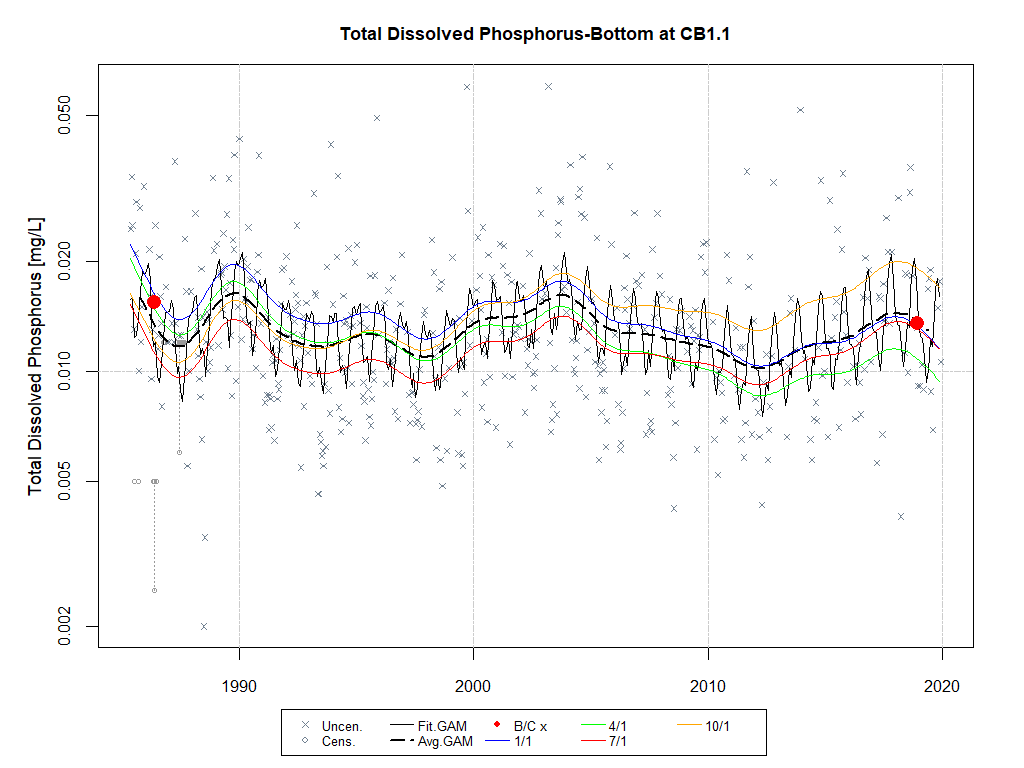 Total Dissolved Phosphorus-Bottom at CB1.1
Total Dissolved Phosphorus [mg/L]
0.050
0.020
0.010
0.005
0.002
1990 2000 2010 2020
Uncen. Fit.GAM B/C x 4/1 10/1
Cens. Avg.GAM 1/1 7/1